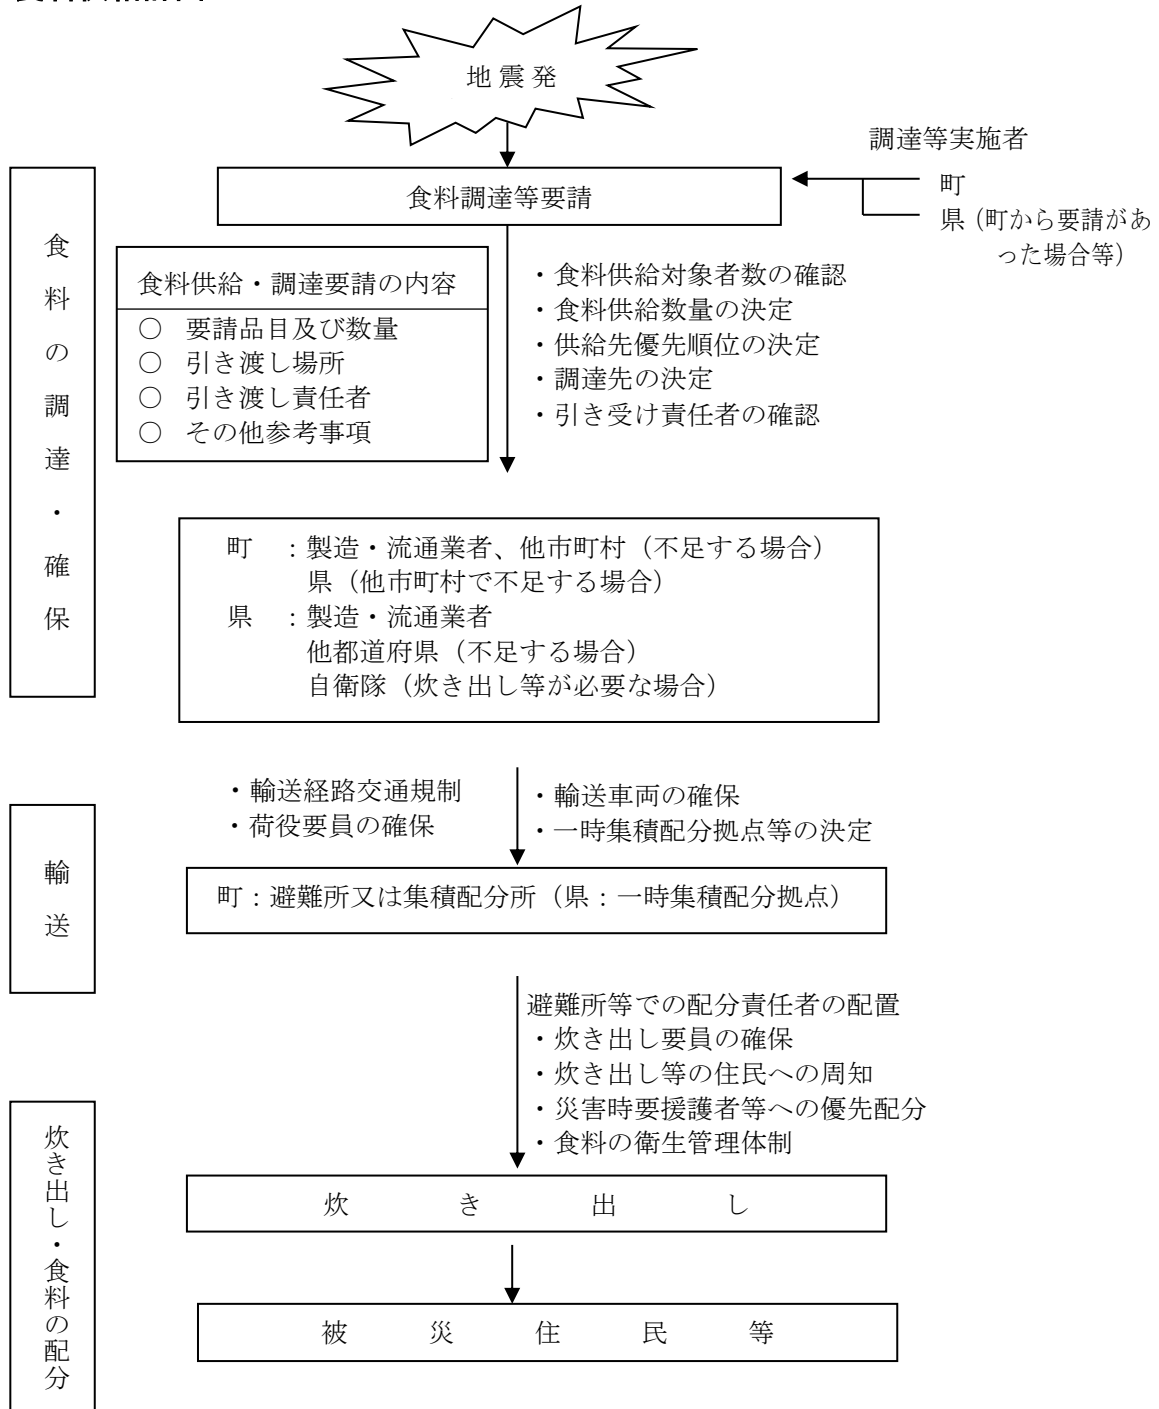 地震発
調達等実施者
食料調達等要請
町
県（町から要請があ
った場合等）
食料の調達・確保
食料供給・調達要請の内容
○ 要請品目及び数量
○ 引き渡し場所
○ 引き渡し責任者
○ その他参考事項
・食料供給対象者数の確認
・食料供給数量の決定
・供給先優先順位の決定
・調達先の決定
・引き受け責任者の確認
町 ：製造・流通業者、他市町村（不足する場合）
県（他市町村で不足する場合）
県 ：製造・流通業者
他都道府県（不足する場合）
自衛隊（炊き出し等が必要な場合）
輸送
・輸送経路交通規制
・荷役要員の確保
・輸送車両の確保
・一時集積配分拠点等の決定
町：避難所又は集積配分所（県：一時集積配分拠点）
避難所等での配分責任者の配置
・炊き出し要員の確保
・炊き出し等の住民への周知
・災害時要援護者等への優先配分
・食料の衛生管理体制
炊き出し・食料の配分
炊き出し
被災住民等